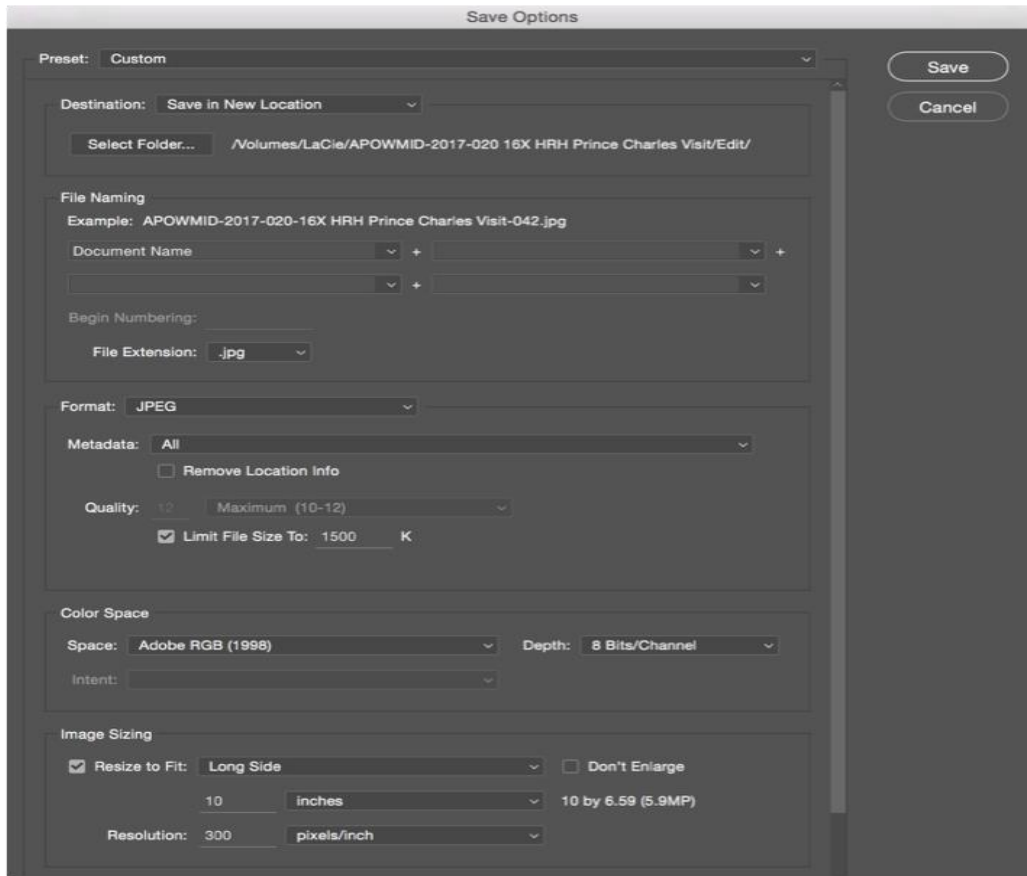 Save Options
Preset: Custom
Save
Cancel
Destination: Save in New Location
Select Folder... /Volumes/LaCie/APOWMID-2017-020 16X HRH Prince Charles Visit/Edit/
File Naming
Example: APOWMID-2017-020-16X HRH Prince Charles Visit-042.jpg
Document Name + +
+
Begin Numbering:
File Extension: .jpg
Format: JPEG
Metadata: All
Remove Location Info
Quality: 12 Maximum (10-12)
Limit File Size To: 1500 K
Color Space
Space: Adobe RGB (1998) Depth: 8 Bits/Channel
Intent:
Image Sizing
Resize to Fit: Long Side Don't Enlarge
10 inches 10 by 6.59 (5.9MP)
Resolution: 300 pixels/inch